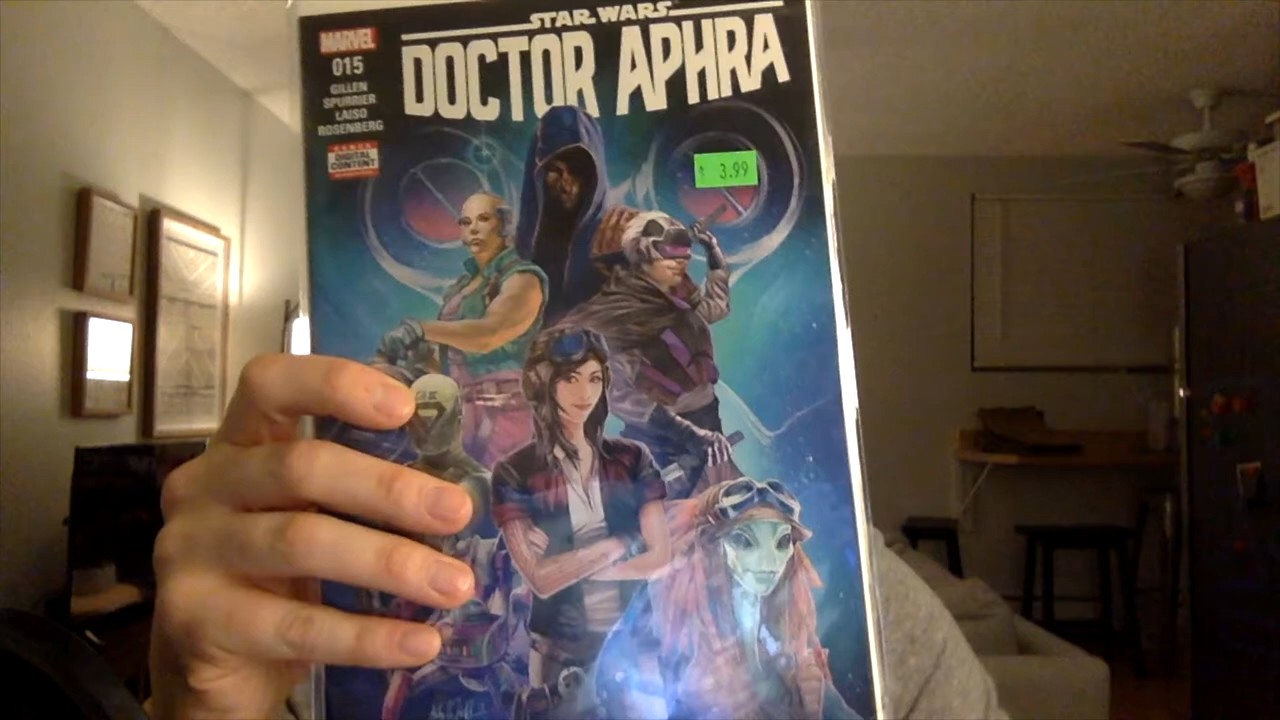 STAR WARS
DOCTOR APHRA
MARVEL
015
GILLEN
SPURRIER
LAISO
ROSENBERG
DIGITAL
CONTENT
3.99